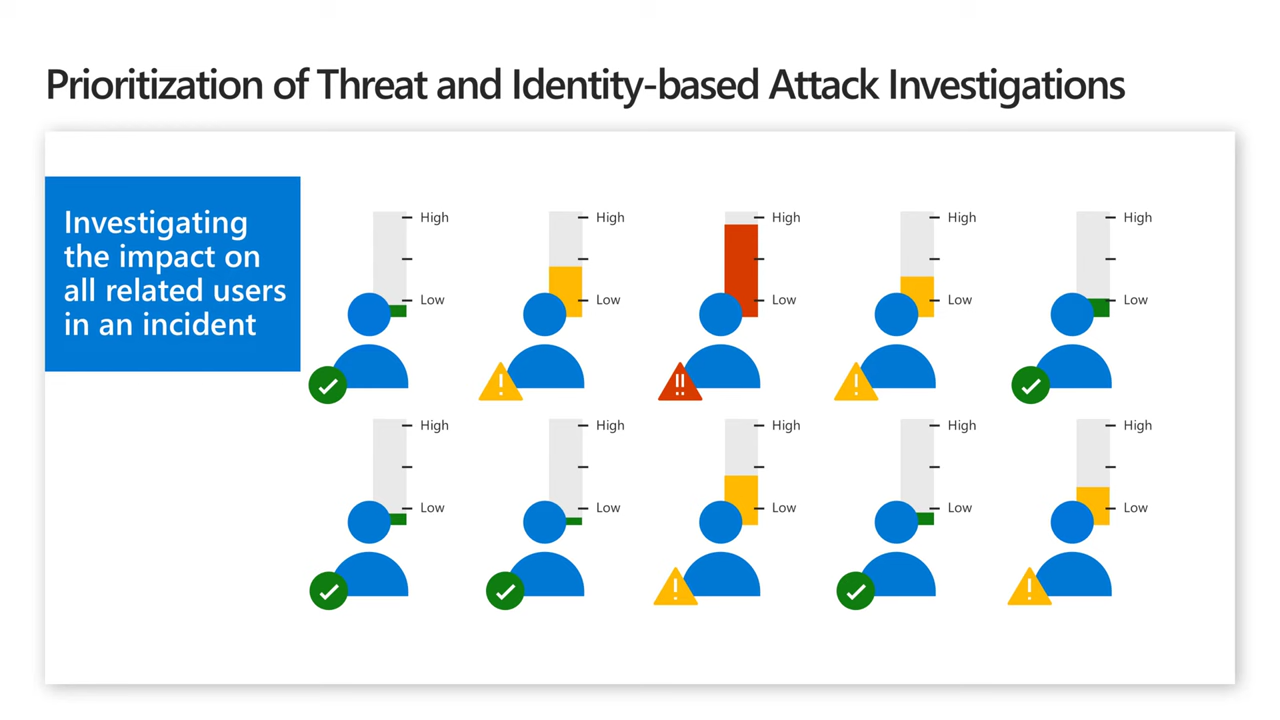 Prioritization of Threat and Identity-based Attack Investigations
Investigating
the impact on
all related users
in an incident
High
High
High
High
High
Low
Low
Low
Low
Low
!
!!
!
High
High
High
High
High
Low
Low
Low
Low
Low
!
!